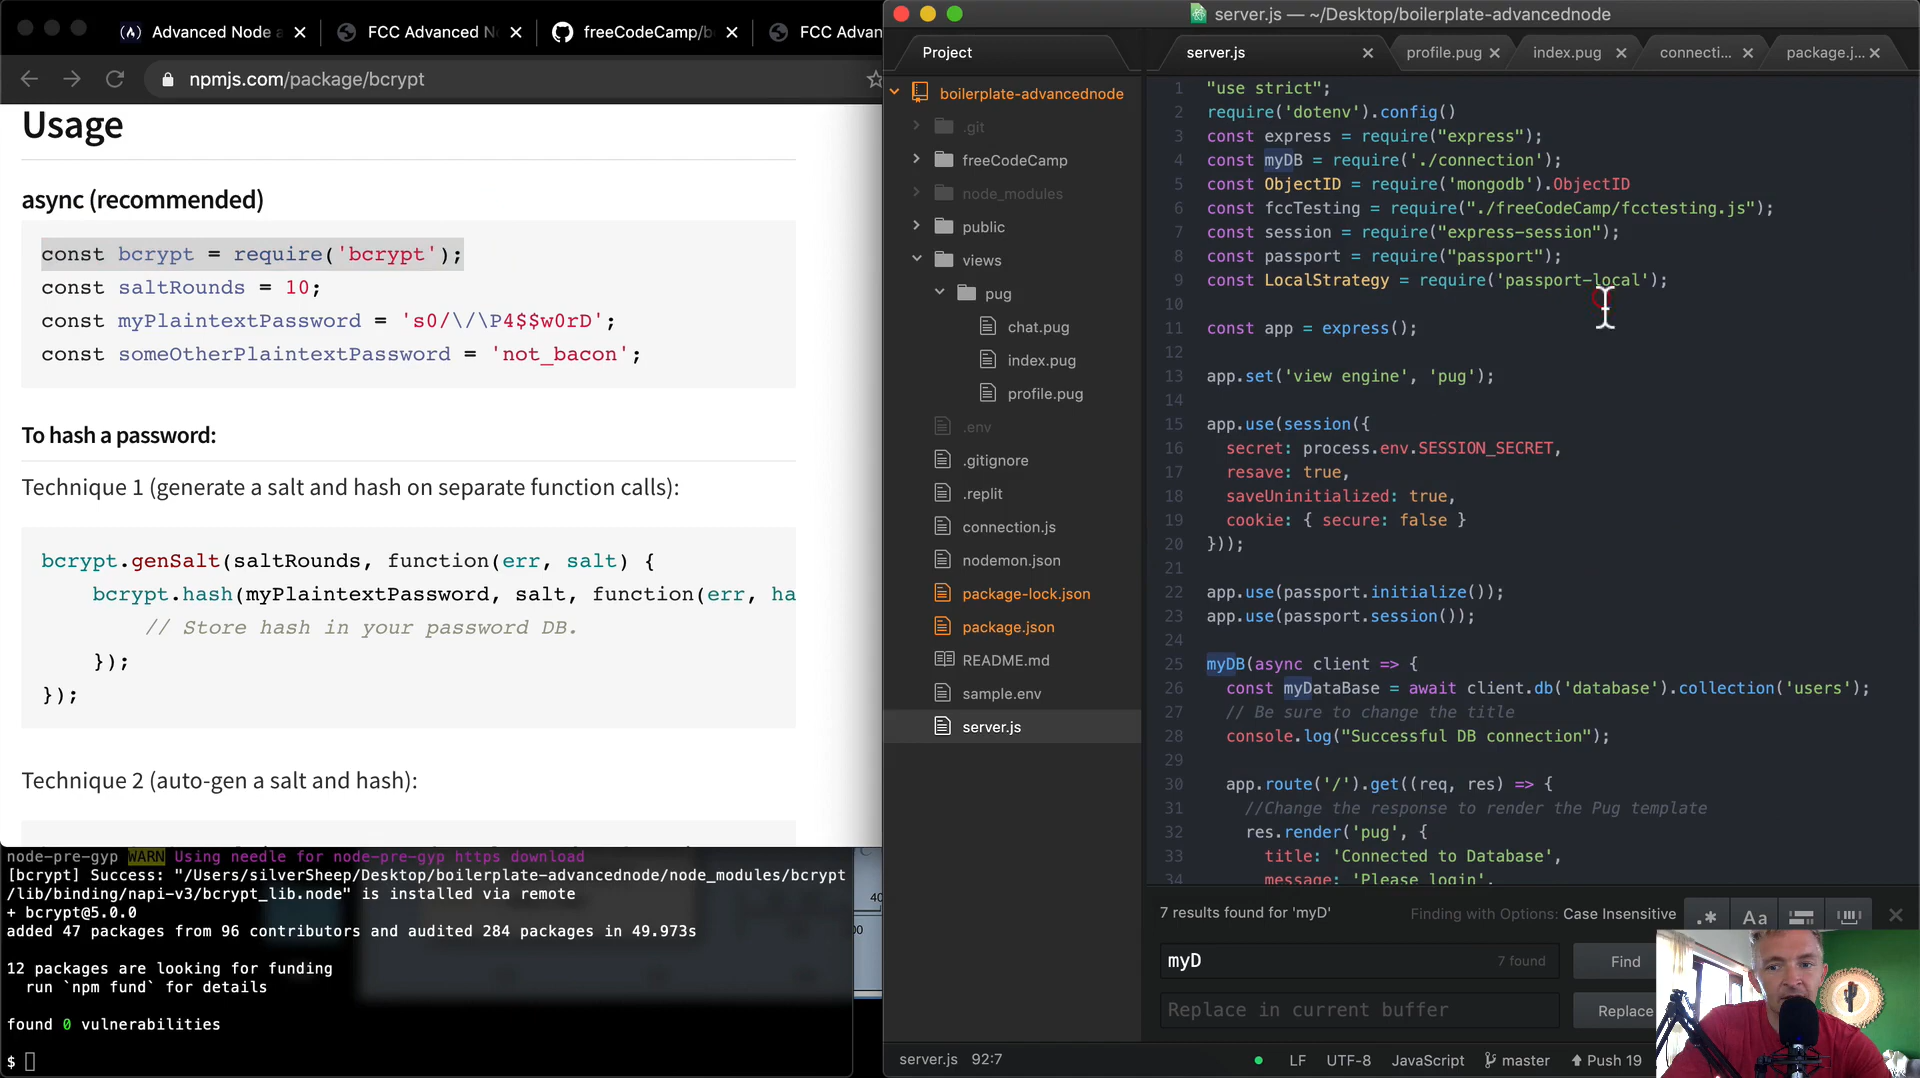 Advanced Node a
FCC Advanced N
freeCodeCamp/b
FCC Advan
npmjs.com/package/bcrypt
Usage
async (recommended)
const bcrypt = require('bcrypt');
const saltRounds = 10;
const myPlaintextPassword = 's0/\/\P4$$w0rD';
const someOtherPlaintextPassword = 'not_bacon';
To hash a password:
Technique 1 (generate a salt and hash on separate function calls):
bcrypt.genSalt(saltRounds, function(err, salt) {
bcrypt.hash(myPlaintextPassword, salt, function(err, ha
// Store hash in your password DB.
});
});
Technique 2 (auto-gen a salt and hash):
node-pre-gyp WARN Using needle for node-pre-gyp https download
[bcrypt] Success: "/Users/silverSheep/Desktop/boilerplate-advancednode/node_modules/bcrypt
/lib/binding/napi-v3/bcrypt_lib.node" is installed via remote
+ bcrypt@5.0.0
added 47 packages from 96 contributors and audited 284 packages in 49.973s
12 packages are looking for funding
run `npm fund` for details
found 0 vulnerabilities
$
server.js — ~/Desktop/boilerplate-advancednode
Project
boilerplate-advancednode
.git
freeCodeCamp
node_modules
public
views
pug
chat.pug
index.pug
profile.pug
.env
.gitignore
.replit
connection.js
nodemon.json
package-lock.json
package.json
README.md
sample.env
server.js
server.js
profile.pug
index.pug
connecti...
package.j...
1 "use strict";
2 require('dotenv').config()
3 const express = require("express");
4 const myDB = require('./connection');
5 const ObjectID = require('mongodb').ObjectID
6 const fccTesting = require("./freeCodeCamp/fcctesting.js");
7 const session = require("express-session");
8 const passport = require("passport");
9 const LocalStrategy = require('passport-local');
10
11 const app = express();
12
13 app.set('view engine', 'pug');
14
15 app.use(session({
16 secret: process.env.SESSION_SECRET,
17 resave: true,
18 saveUninitialized: true,
19 cookie: { secure: false }
20 }));
21
22 app.use(passport.initialize());
23 app.use(passport.session());
24
25 myDB(async client => {
26 const myDataBase = await client.db('database').collection('users');
27 // Be sure to change the title
28 console.log("Successful DB connection");
29
30 app.route('/').get((req, res) => {
31 //Change the response to render the Pug template
32 res.render('pug', {
33 title: 'Connected to Database',
34 message: 'Please login',
7 results found for 'myD'
Finding with Options: Case Insensitive
.* Aa
myD
7 found
Find
Replace in current buffer
Replace
server.js 92:7
LF UTF-8 JavaScript master Push 19
40
00